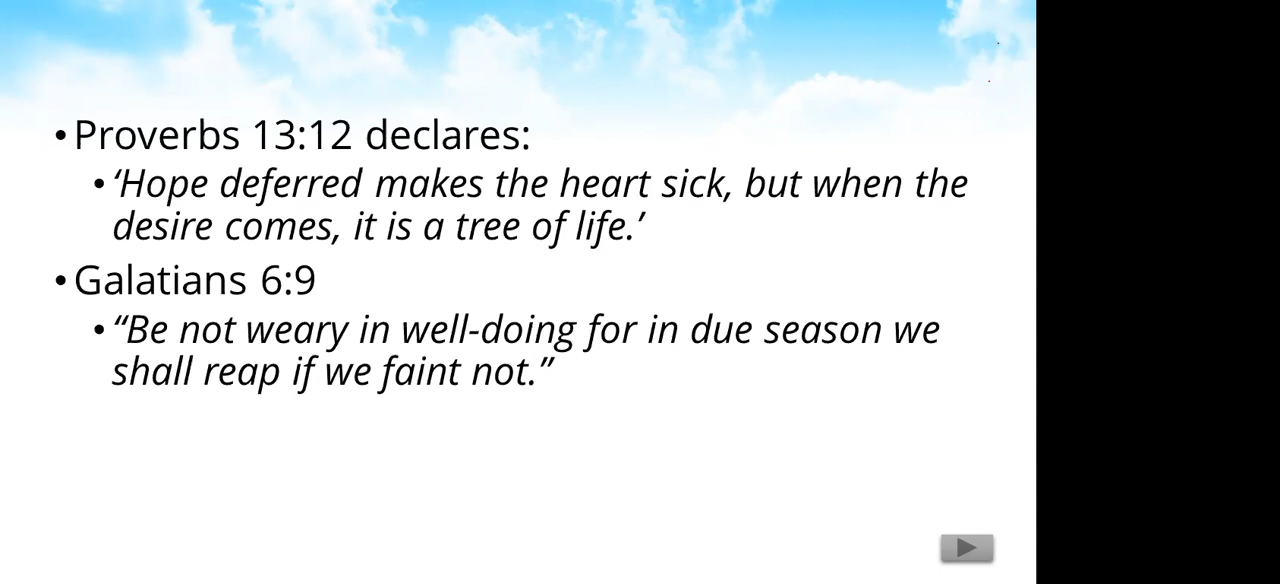 • Proverbs 13:12 declares:
• ‘Hope deferred makes the heart sick, but when the
desire comes, it is a tree of life.’
• Galatians 6:9
• “Be not weary in well-doing for in due season we
shall reap if we faint not.”